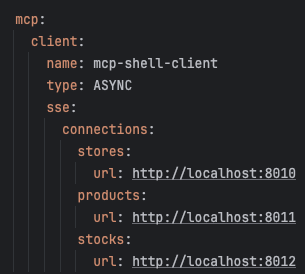 mcp:
  client:
    name: mcp-shell-client
    type: ASYNC
    sse:
      connections:
        stores:
          url: http://localhost:8010
        products:
          url: http://localhost:8011
        stocks:
          url: http://localhost:8012